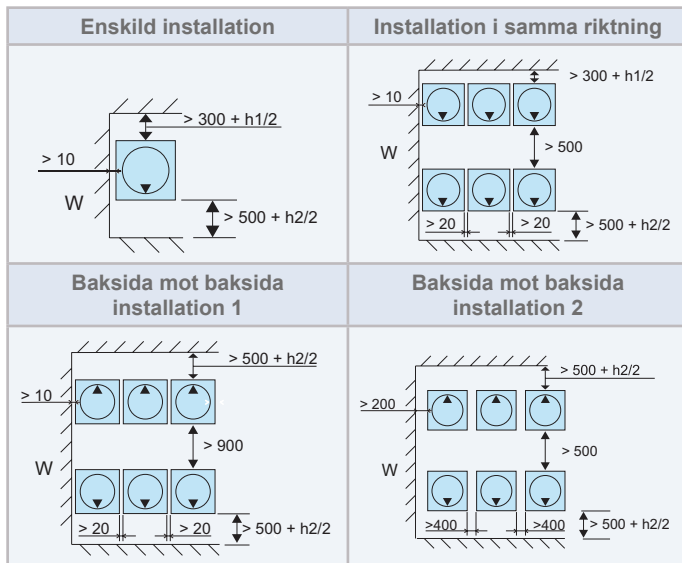 Enskild installation
> 300 + h1/2
> 10
W
> 500 + h2/2
Installation i samma riktning
> 300 + h1/2
> 10
W
> 500
> 20
> 20
> 500 + h2/2
Baksida mot baksida
installation 1
> 500 + h2/2
> 10
W
> 900
> 20
> 20
> 500 + h2/2
Baksida mot baksida
installation 2
> 500 + h2/2
> 200
W
> 500
>400
>400
> 500 + h2/2